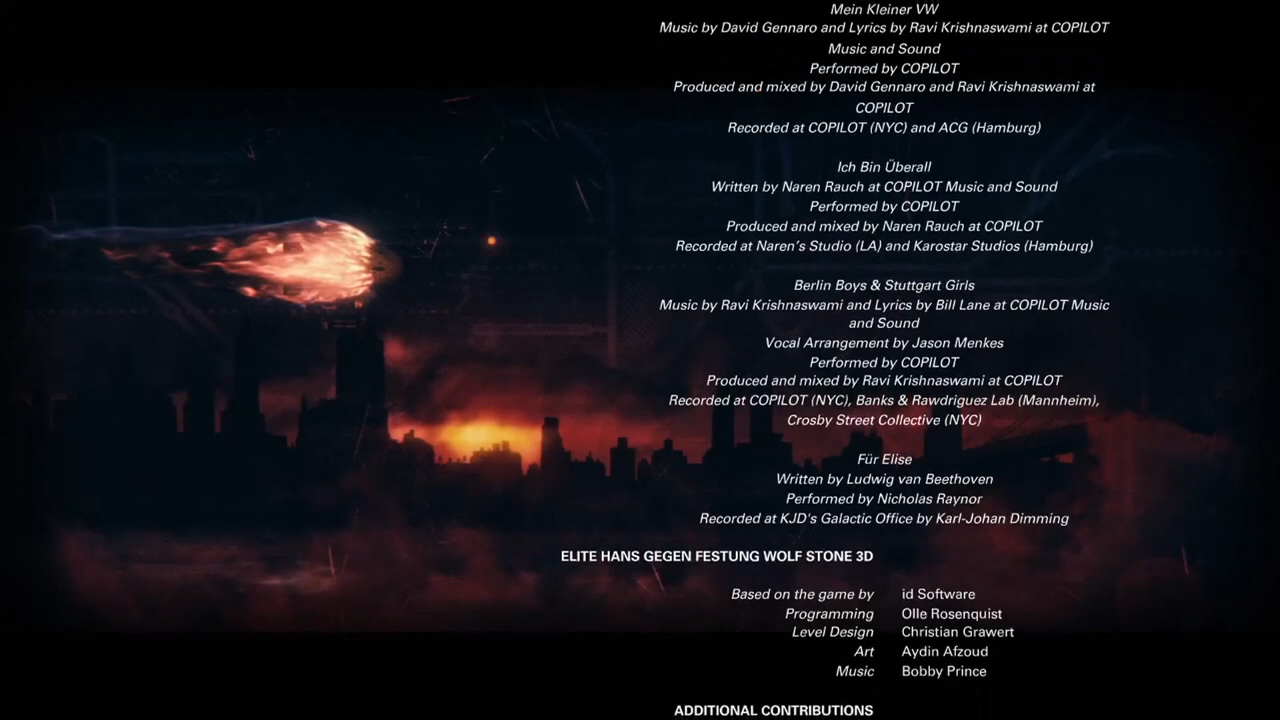 Mein Kleiner VW
Music by David Gennaro and Lyrics by Ravi Krishnaswami at COPILOT
Music and Sound
Performed by COPILOT
Produced and mixed by David Gennaro and Ravi Krishnaswami at
COPILOT
Recorded at COPILOT (NYC) and ACG (Hamburg)
Ich Bin Überall
Written by Naren Rauch at COPILOT Music and Sound
Performed by COPILOT
Produced and mixed by Naren Rauch at COPILOT
Recorded at Naren's Studio (LA) and Karostar Studios (Hamburg)
Berlin Boys & Stuttgart Girls
Music by Ravi Krishnaswami and Lyrics by Bill Lane at COPILOT Music
and Sound
Vocal Arrangement by Jason Menkes
Performed by COPILOT
Produced and mixed by Ravi Krishnaswami at COPILOT
Recorded at COPILOT (NYC), Banks & Rawdriguez Lab (Mannheim),
Crosby Street Collective (NYC)
Für Elise
Written by Ludwig van Beethoven
Performed by Nicholas Raynor
Recorded at KJD's Galactic Office by Karl-Johan Dimming
ELITE HANS GEGEN FESTUNG WOLF STONE 3D
Based on the game by id Software
Programming Olle Rosenquist
Level Design Christian Grawert
Art Aydin Afzoud
Music Bobby Prince
ADDITIONAL CONTRIBUTIONS